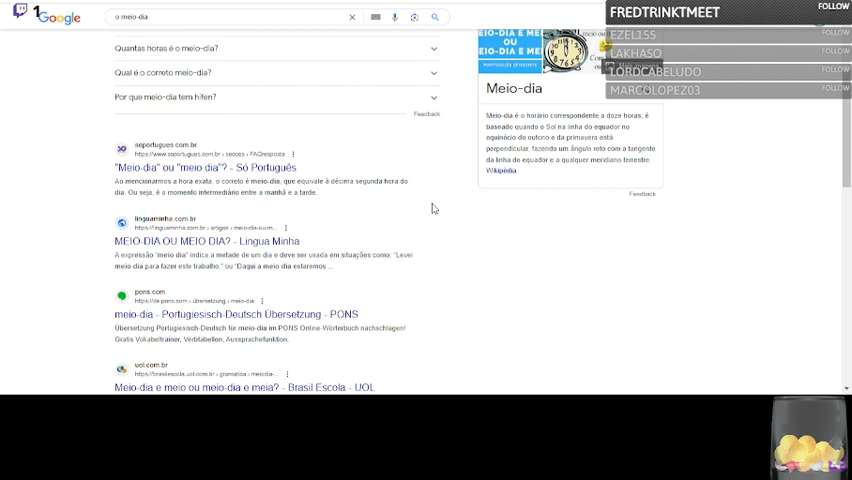 1
Google
o meio-dia
Quantas horas é o meio-dia?
Qual é o correto meio-dia?
Por que meio-dia tem hífen?
Feedback
soportugues.com.br
https://www.soportugues.com.br › secoes › FAQresposta
"Meio-dia" ou "meio dia"? - Só Português
Ao mencionarmos a hora exata, o correto é meio-dia, que equivale à décima segunda hora do
dia. Ou seja, é o momento intermediário entre a manhã e a tarde.
linguaminha.com.br
https://linguaminha.com.br › artigos › meio-dia-ou-m...
MEIO-DIA OU MEIO DIA? - Lingua Minha
A expressão "meio dia" indica a metade de um dia e deve ser usada em situações como: "Levei
meio dia para fazer este trabalho," ou "Daqui a meio dia estaremos ...
pons.com
https://de.pons.com › übersetzung › meio-dia
meio-dia - Portugiesisch-Deutsch Übersetzung - PONS
Übersetzung Portugiesisch-Deutsch für meio-dia im PONS Online-Wörterbuch nachschlagen!
Gratis Vokabeltrainer, Verbtabellen, Aussprachefunktion.
uol.com.br
https://brasilescola.uol.com.br › gramatica › meiodia-...
Meio-dia e meio ou meio-dia e meia? - Brasil Escola - UOL
MEIO-DIA E ME
OU
MEIO-DIA E M
Meio-dia
Meio-dia é o horário correspondente a doze horas, é
baseado quando o Sol na linha do equador no
equinócio de outono e da primavera está
perpendicular, fazendo um ângulo reto com a tangente
da linha do equador e a qualquer meridiano terrestre.
Wikipédia
Feedback
FREDTRINKTMEET FOLLOW
EZEL155 FOLLOW
LAKHASO FOLLOW
LORDCABELUDO FOLLOW
MARCOLOPEZ03 FOLLOW